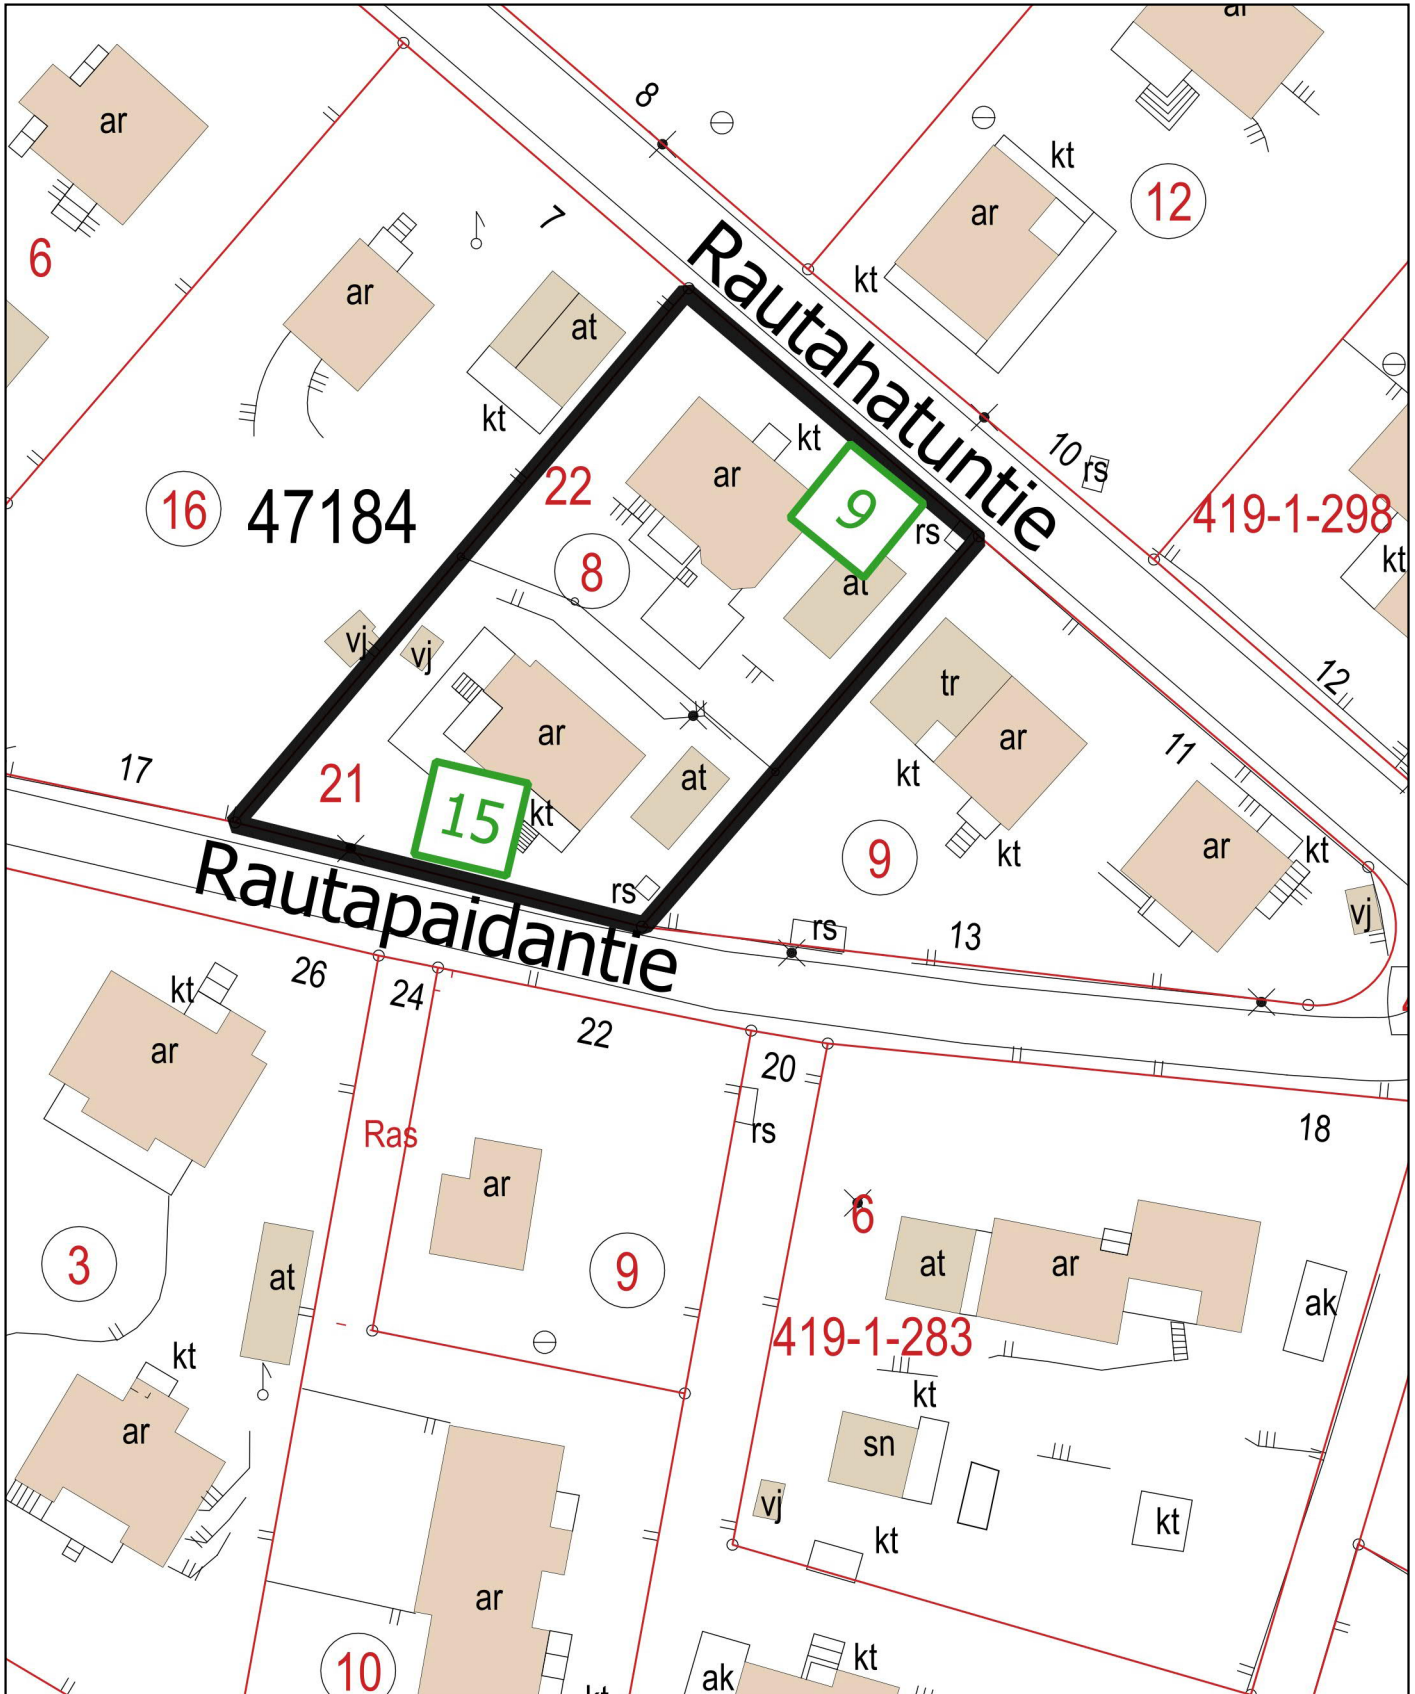 ar
8
ar
kt
12
ar
7
6
ar
kt
Rautahatuntie
at
kt
kt
ar
10
rs
22
16
47184
9
rs
419-1-298
kt
8
at
vj
vj
tr
12
ar
ar
11
17
21
at
15
kt
kt
9
kt
ar
kt
Rautapaidantie
rs
rs
13
vj
26
24
22
kt
ar
20
18
Ras
rs
ar
6
3
at
9
at
ar
ak
419-1-283
kt
kt
ar
sn
vj
kt
kt
ar
10
ak
kt